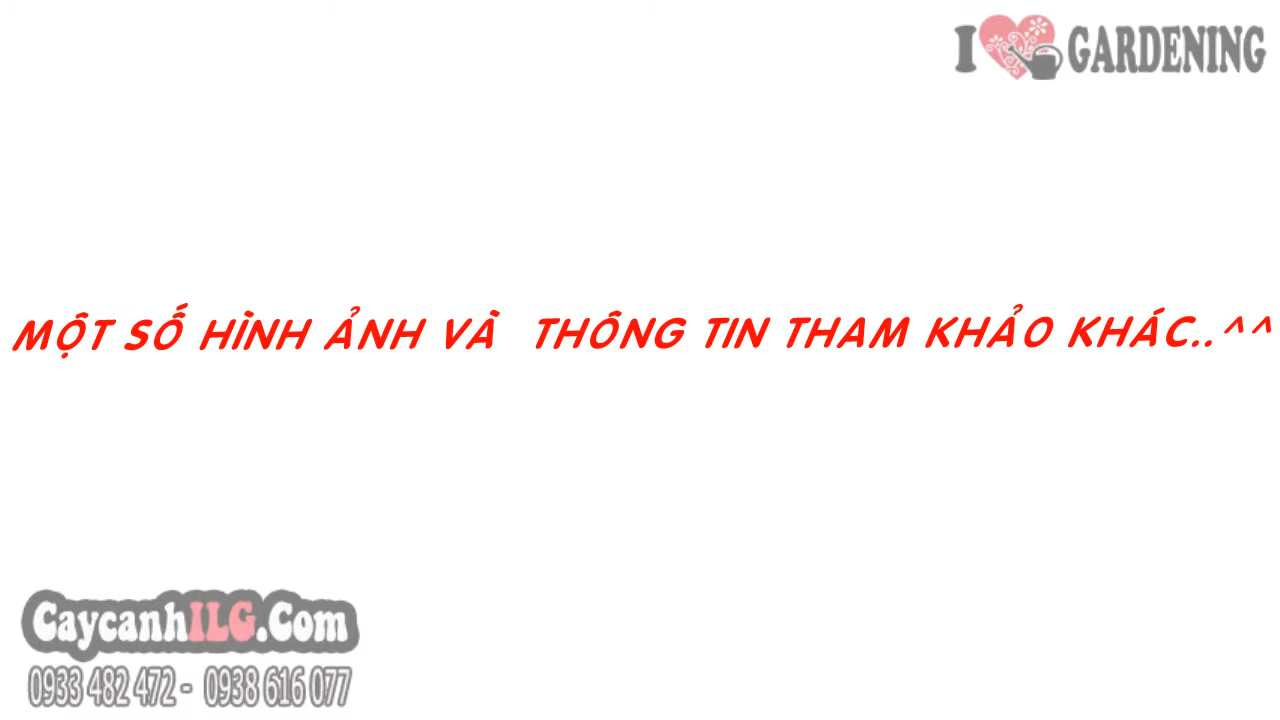 I GARDENING
MỘT SỐ HÌNH ẢNH VÀ THÔNG TIN THAM KHẢO KHÁC..^^
CaycanhILG.Com
0933 482 472 - 0938 616 077